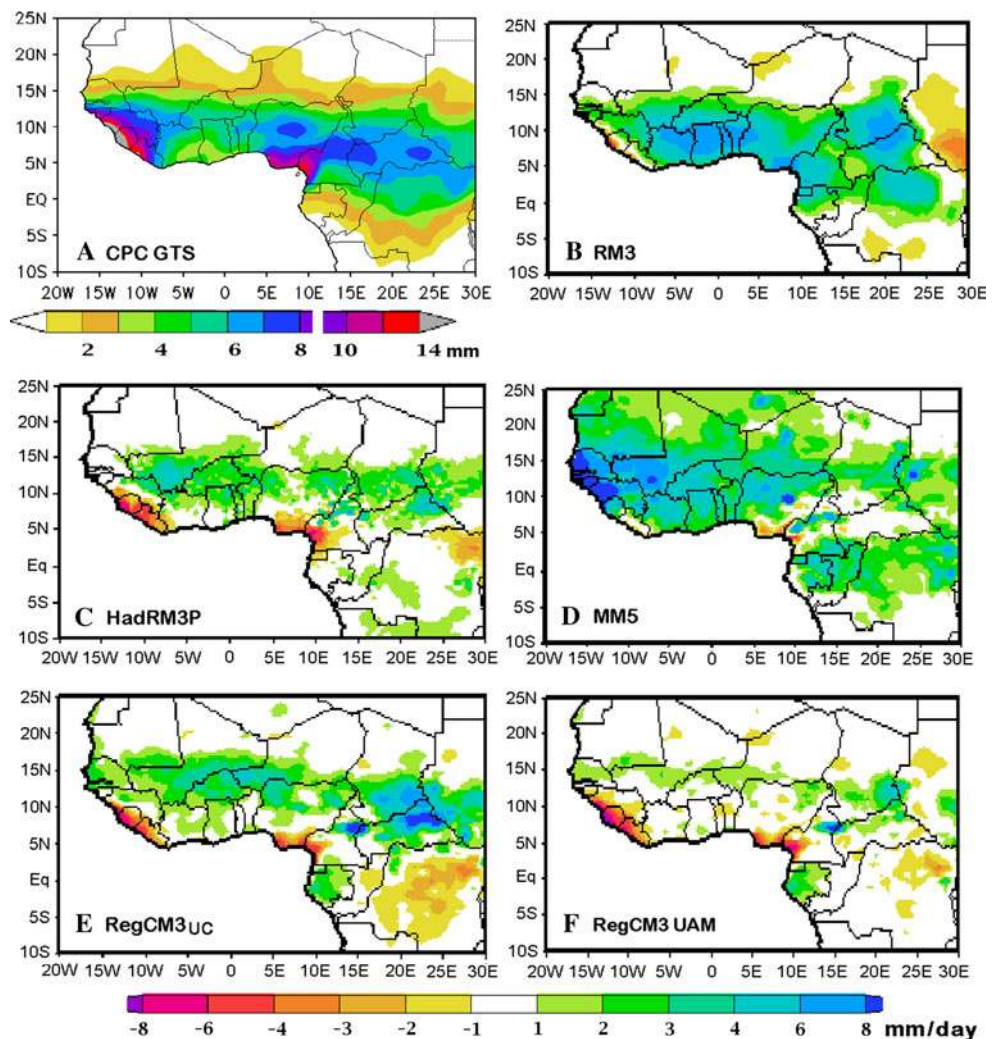 25N
20N
15N
10N
5N
EQ
5S
10S
A CPC GTS
20W 15W 10W 5W 0 5E 10E 15E 20E 25E 30E
2 4 6 8 10 14 mm
25N
20N
15N
10N
5N
Eq
5S
10S
B RM3
20W 15W 10W 5W 0 5E 10E 15E 20E 25E 30E
25N
20N
15N
10N
5N
Eq
5S
10S
C HadRM3P
20W 15W 10W 5W 0 5E 10E 15E 20E 25E 30E
25N
20N
15N
10N
5N
Eq
5S
10S
D MM5
20W 15W 10W 5W 0 5E 10E 15E 20E 25E 30E
25N
20N
15N
10N
5N
Eq
5S
10S
E RegCM3UC
20W 15W 10W 5W 0 5E 10E 15E 20E 25E 30E
25N
20N
15N
10N
5N
Eq
5S
10S
F RegCM3 UAM
20W 15W 10W 5W 0 5E 10E 15E 20E 25E 30E
-8 -6 -4 -3 -2 -1 1 2 3 4 6 8 mm/day